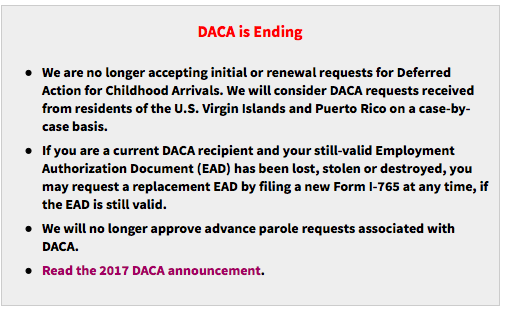 DACA is Ending
● We are no longer accepting initial or renewal requests for Deferred
Action for Childhood Arrivals. We will consider DACA requests received
from residents of the U.S. Virgin Islands and Puerto Rico on a case-by-
case basis.
● If you are a current DACA recipient and your still-valid Employment
Authorization Document (EAD) has been lost, stolen or destroyed, you
may request a replacement EAD by filing a new Form I-765 at any time, if
the EAD is still valid.
● We will no longer approve advance parole requests associated with
DACA.
● Read the 2017 DACA announcement.